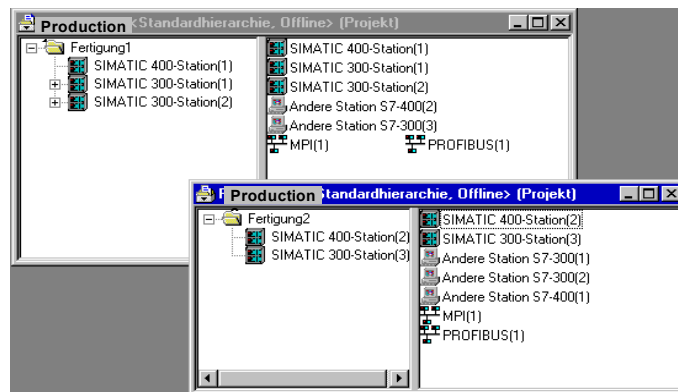 Production <Standardhierarchie, Offline> (Projekt)
Fertigung1
SIMATIC 400-Station(1)
SIMATIC 300-Station(1)
SIMATIC 300-Station(2)
SIMATIC 400-Station(1)
SIMATIC 300-Station(1)
SIMATIC 300-Station(2)
Andere Station S7-400(2)
Andere Station S7-300(3)
MPI(1) PROFIBUS(1)
Production Standardhierarchie, Offline> (Projekt)
Fertigung2
SIMATIC 400-Station(2)
SIMATIC 300-Station(3)
SIMATIC 400-Station(2)
SIMATIC 300-Station(3)
Andere Station S7-300(1)
Andere Station S7-300(2)
Andere Station S7-400(1)
MPI(1)
PROFIBUS(1)